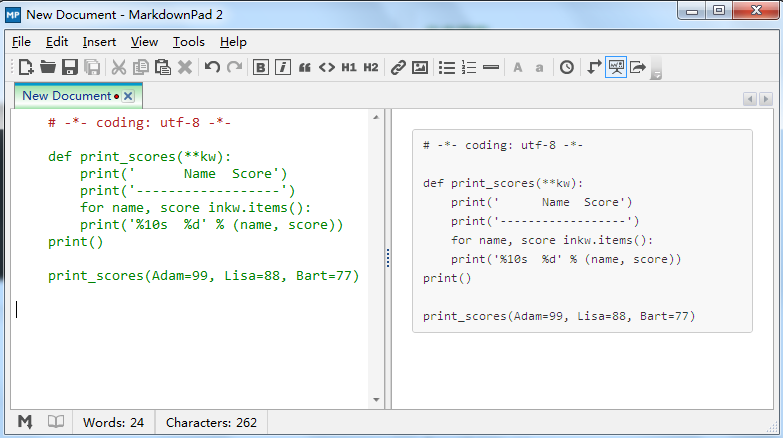 MP New Document - MarkdownPad 2
File Edit Insert View Tools Help
B i “ <> H1 H2 A a
New Document
# -*- coding: utf-8 -*-
def print_scores(**kw):
    print('      Name  Score')
    print('------------------')
    for name, score inkw.items():
    print('%10s  %d' % (name, score))
print()
print_scores(Adam=99, Lisa=88, Bart=77)
# -*- coding: utf-8 -*-
def print_scores(**kw):
    print('      Name  Score')
    print('------------------')
    for name, score inkw.items():
    print('%10s  %d' % (name, score))
print()
print_scores(Adam=99, Lisa=88, Bart=77)
M Words: 24 Characters: 262